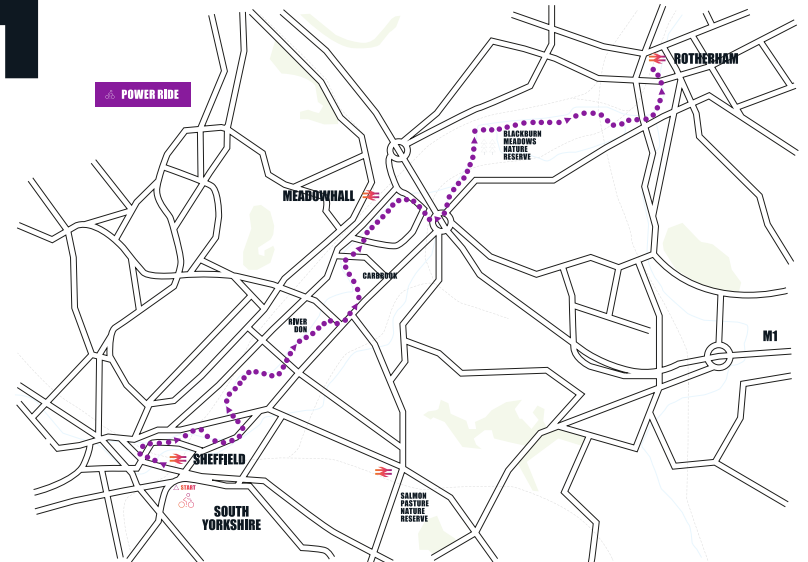 1
POWER RIDE
ROTHERHAM
BLACKBURN
MEADOWS
NATURE
RESERVE
MEADOWHALL
CARBROOK
RIVER
DON
M1
SHEFFIELD
START
SALMON
PASTURE
NATURE
RESERVE
SOUTH
YORKSHIRE